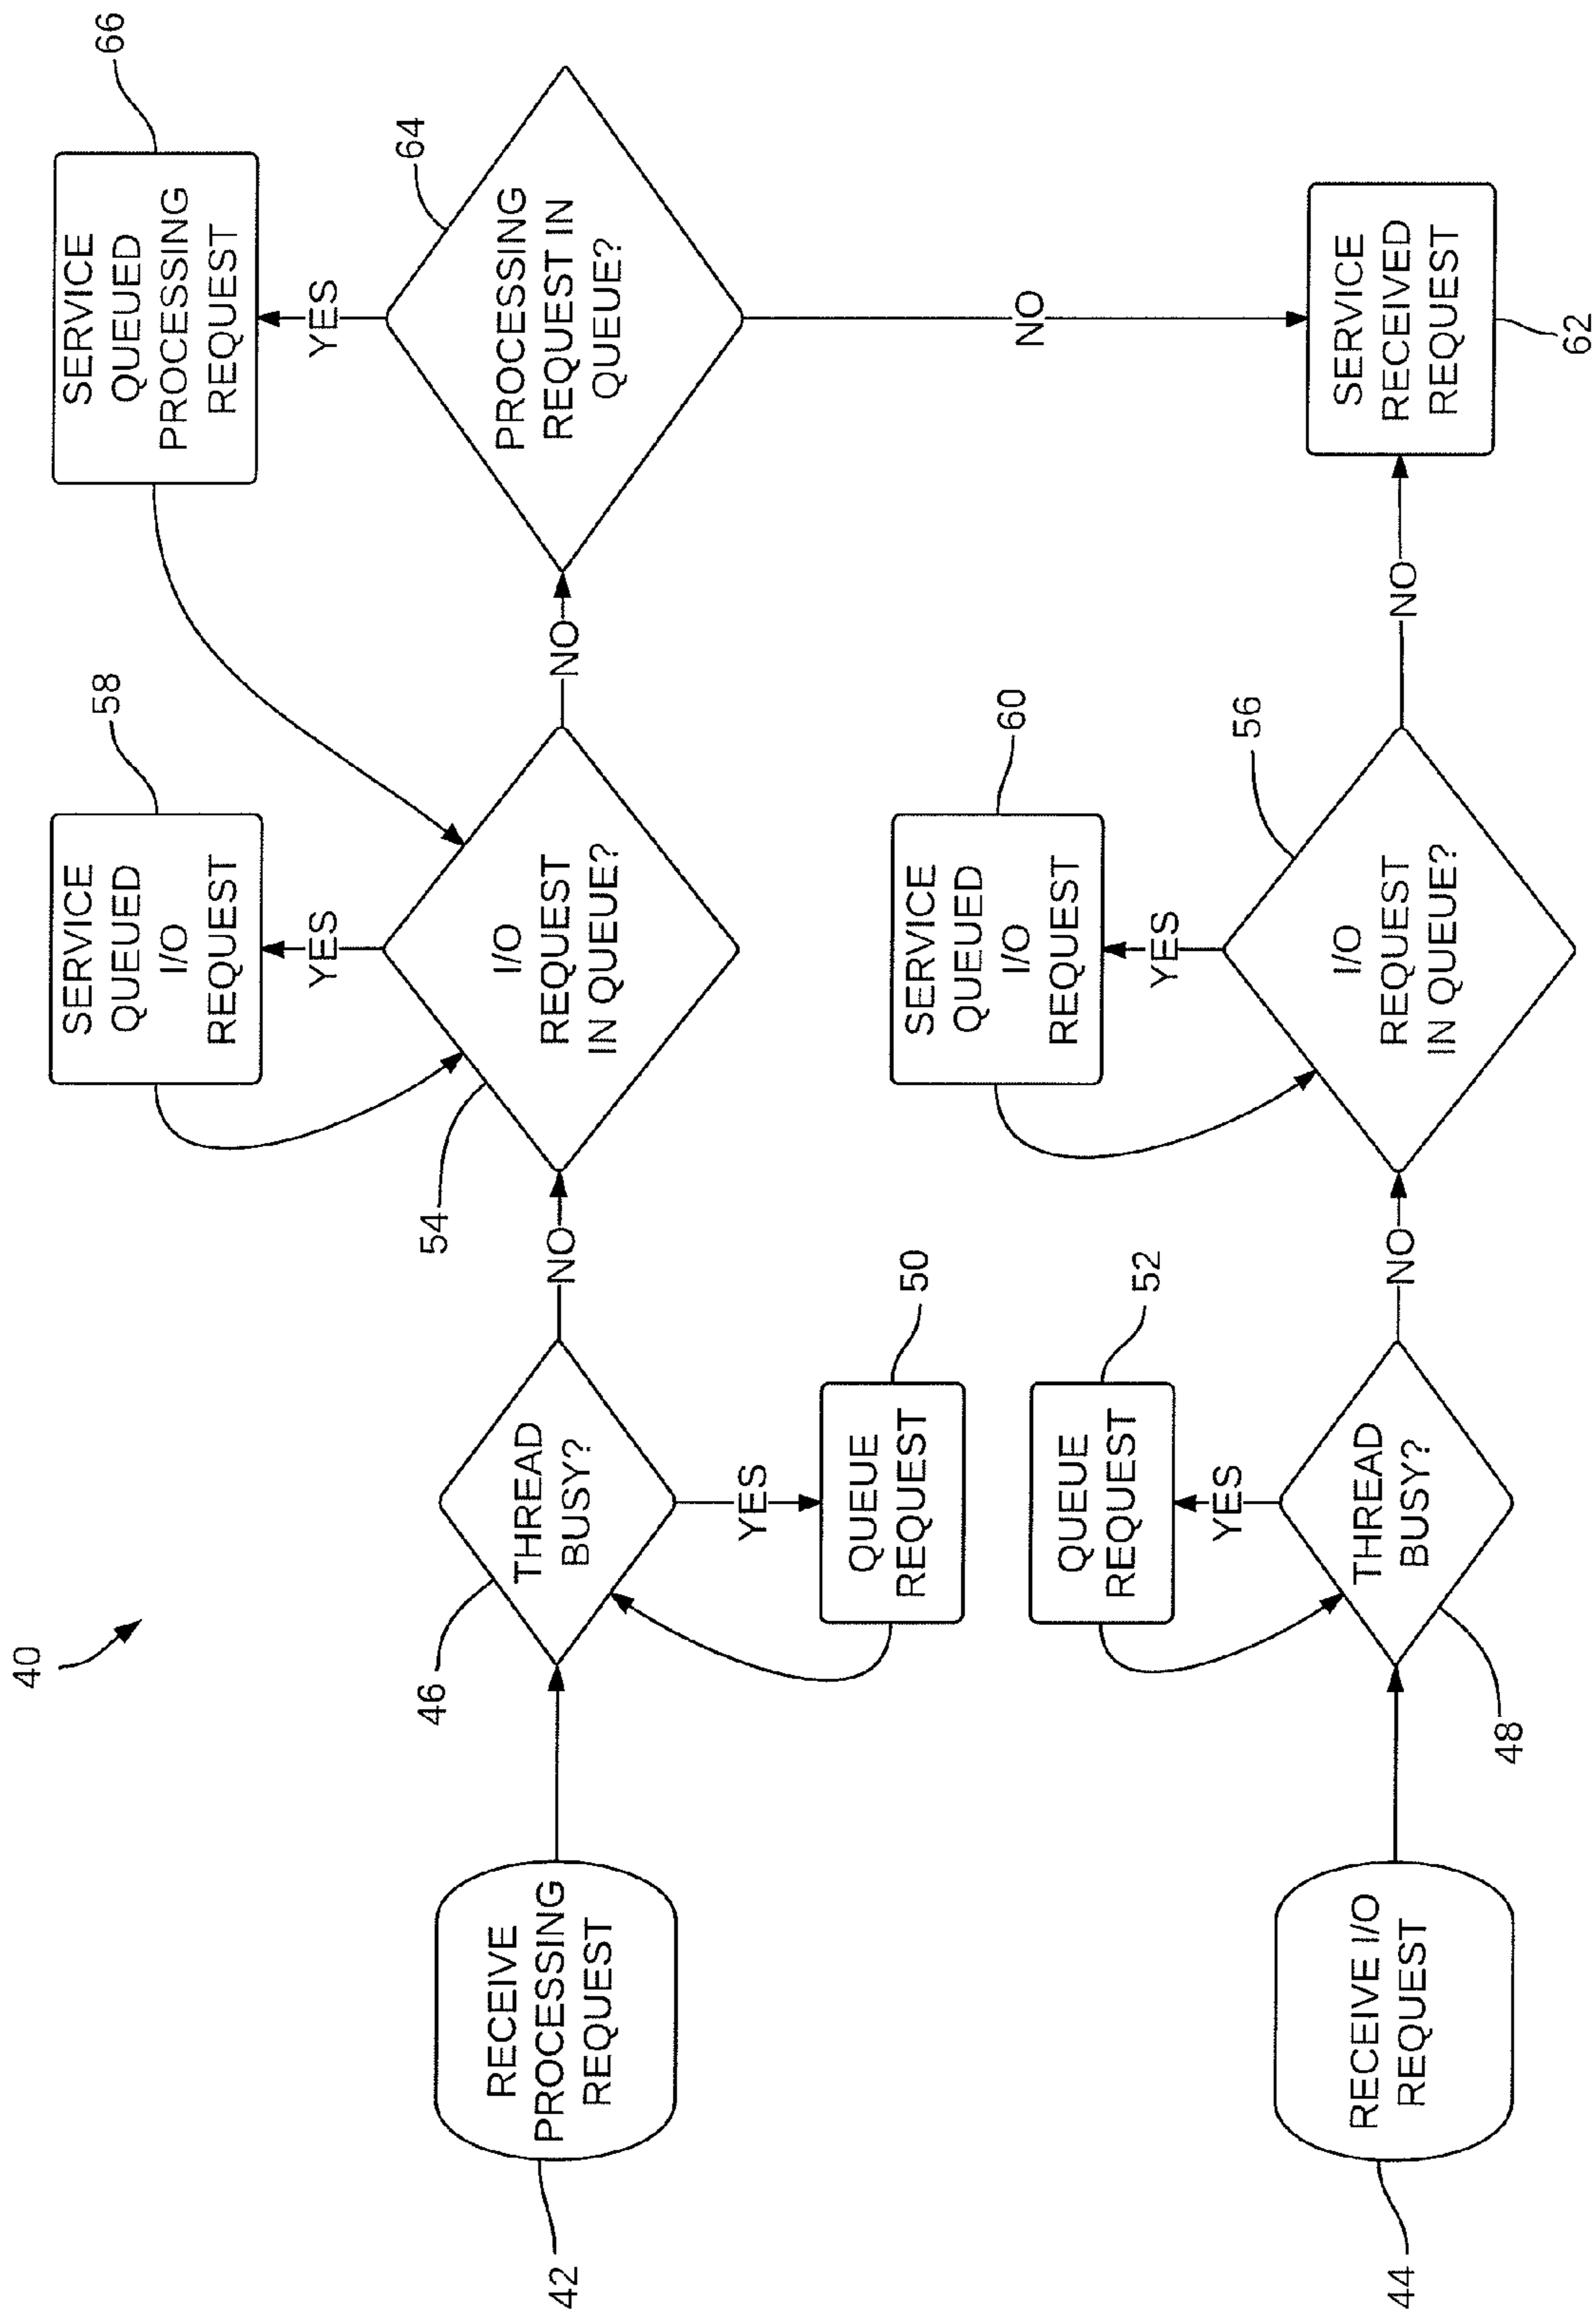 40
42
RECEIVE
PROCESSING
REQUEST
46
THREAD
BUSY?
YES
QUEUE
REQUEST
50
NO
54
I/O
REQUEST
IN QUEUE?
YES
SERVICE
QUEUED
I/O
REQUEST
58
NO
64
PROCESSING
REQUEST IN
QUEUE?
YES
SERVICE
QUEUED
PROCESSING
REQUEST
66
NO
44
RECEIVE I/O
REQUEST
48
THREAD
BUSY?
YES
QUEUE
REQUEST
52
NO
56
I/O
REQUEST
IN QUEUE?
YES
SERVICE
QUEUED
I/O
REQUEST
60
NO
SERVICE
RECEIVED
REQUEST
62